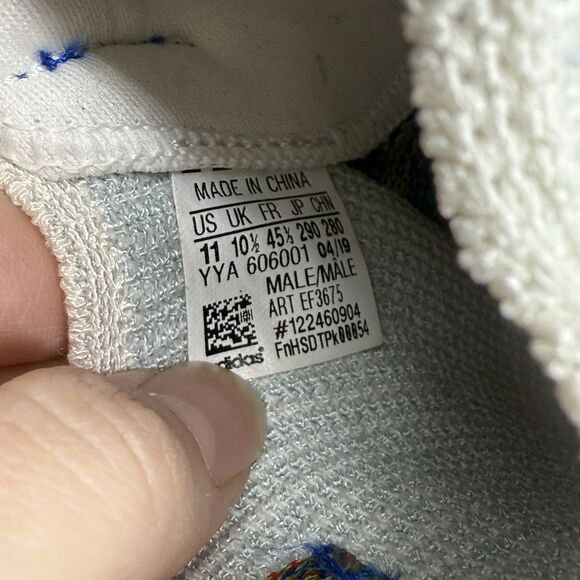 MADE IN CHINA
US UK FR JP CHN
11 10½ 45⅓ 290 280
YYA 606001 04/19
MALE/MÂLE
ART EF3675
#122460904
FnHSDTPk00054
adidas®